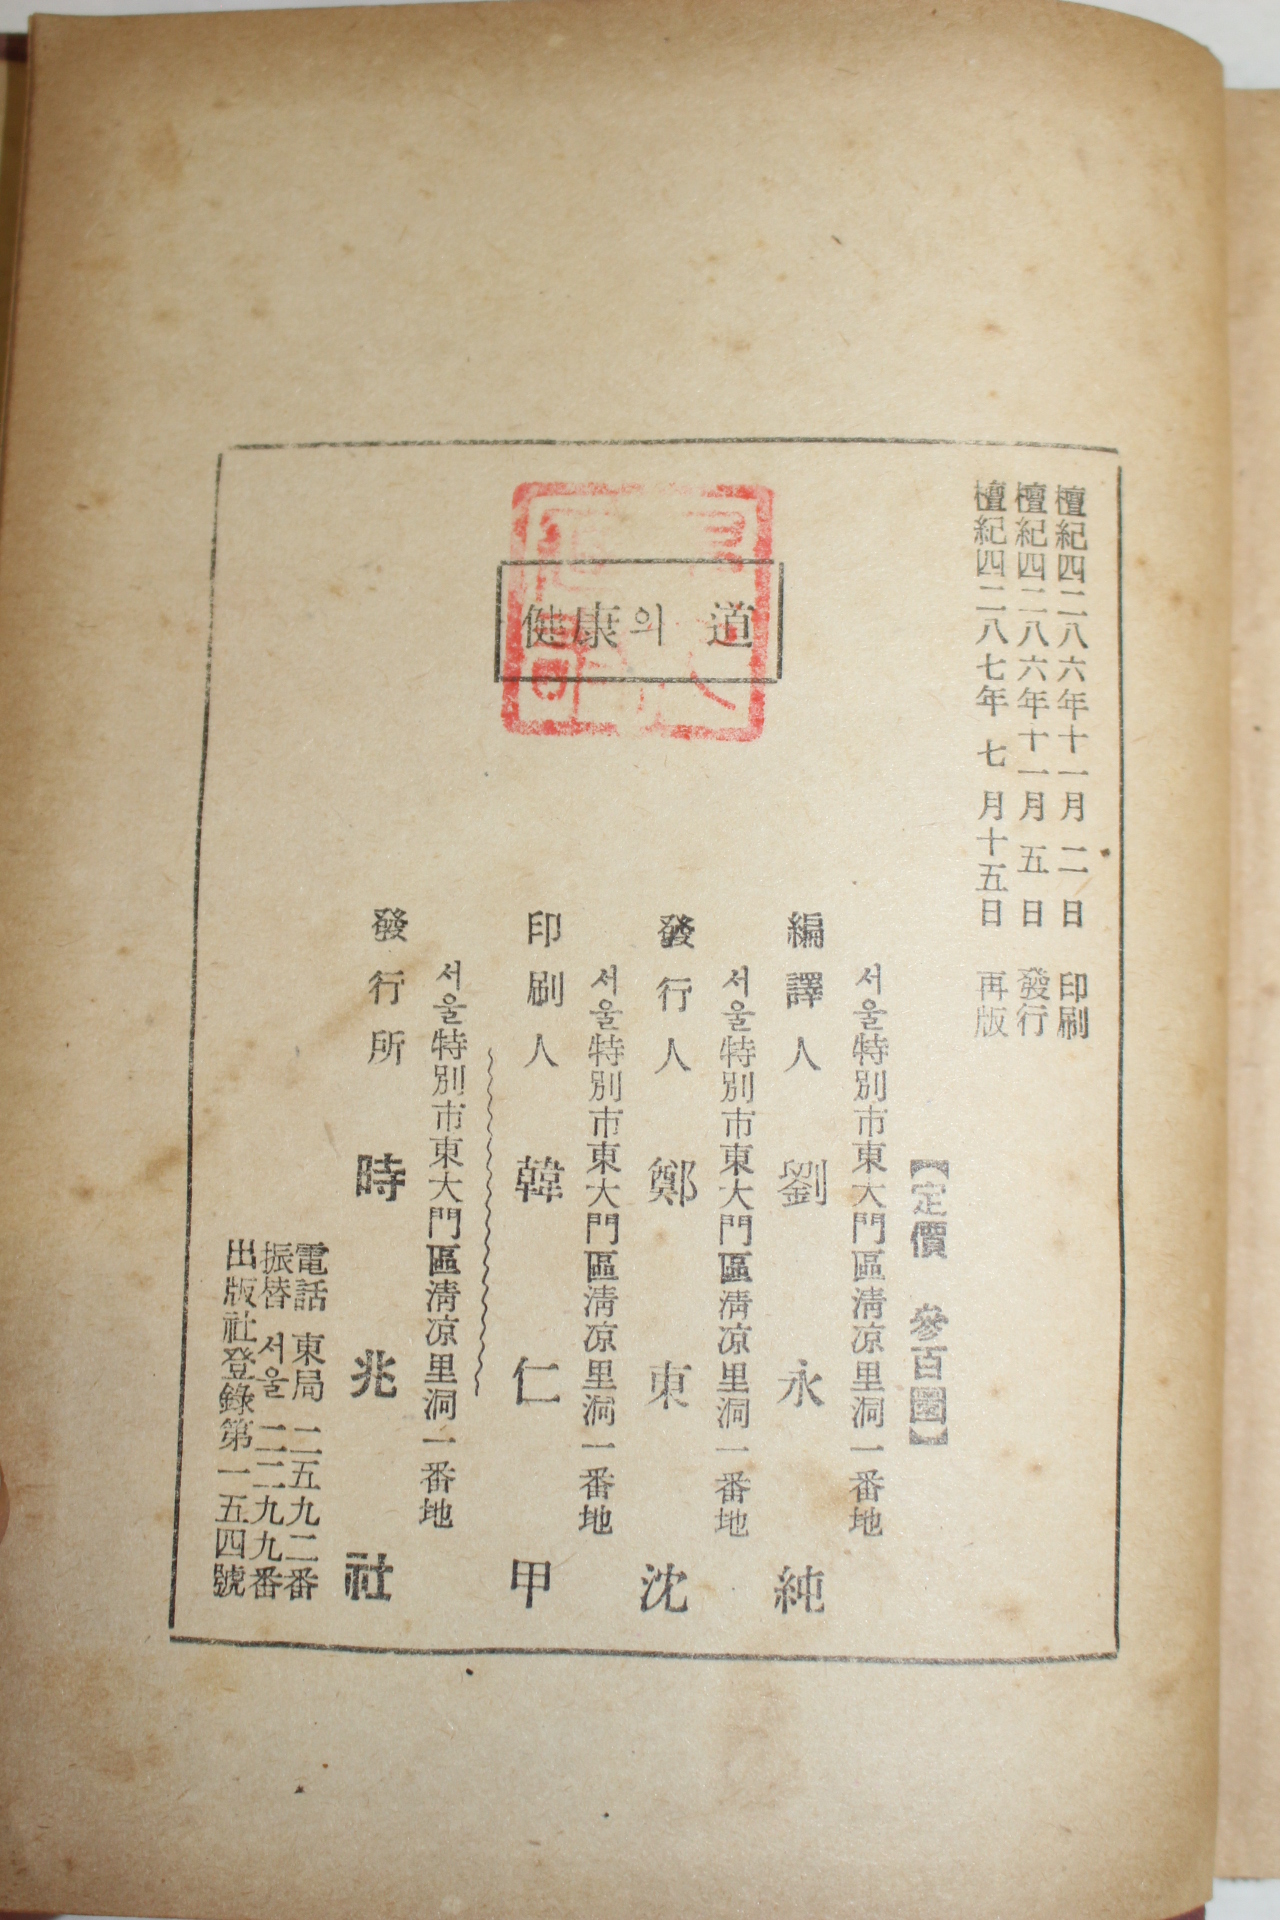 檀紀四二八六年十一月二日 印刷
檀紀四二八六年十一月五日 發行
檀紀四二八七年七月十五日 再版
【定價 參百圜】
健康의 道
서울特別市東大門區淸凉里洞一番地
編譯人 劉永純
서울特別市東大門區淸凉里洞一番地
發行人 鄭東沈
서울特別市東大門區淸凉里洞一番地
印刷人 韓仁甲
서울特別市東大門區淸凉里洞一番地
發行所 時兆社
電話 東局 二五九二番
振替 서울 二二九九番
出版社登錄第一五四號